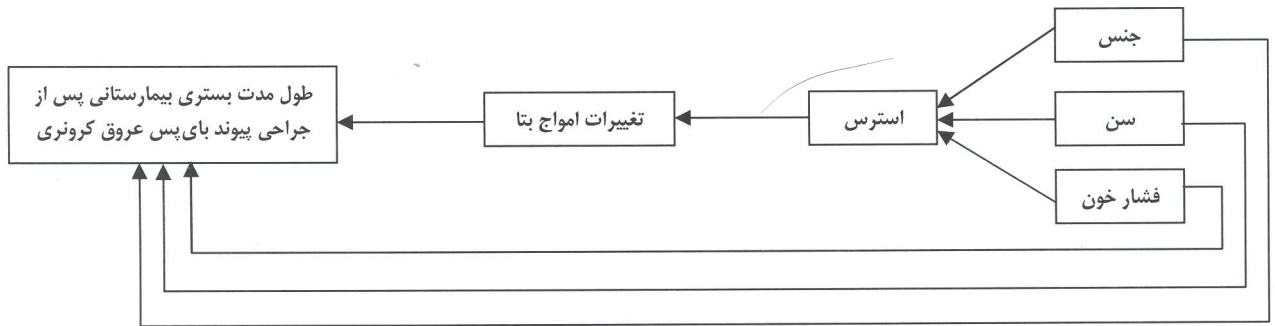 جنس
سن
فشار خون
استرس
تغییرات امواج بتا
طول مدت بستری بیمارستانی پس از
جراحی پیوند بای‌پس عروق کرونری